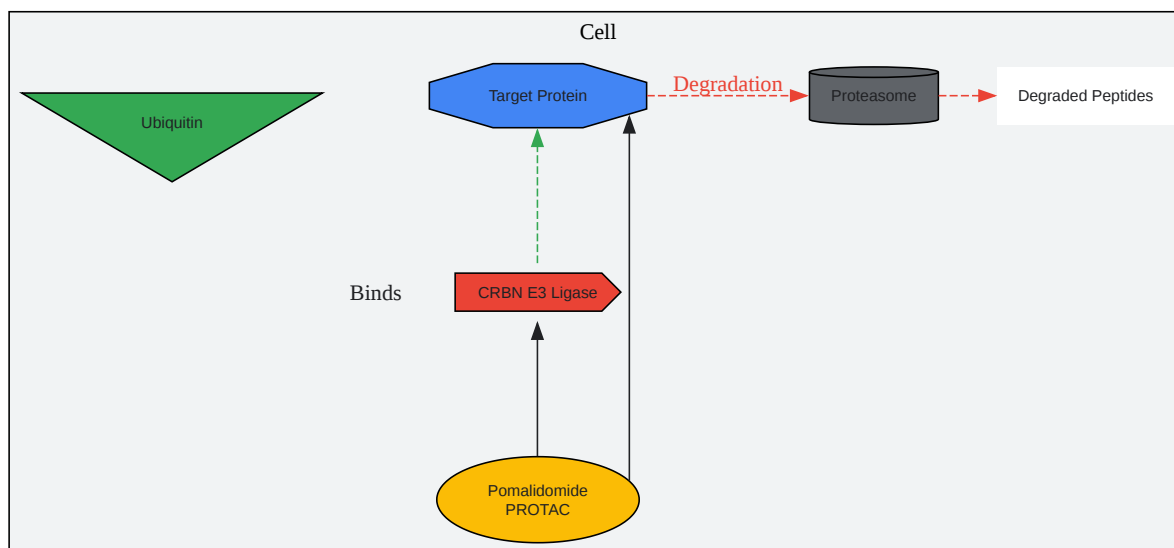 Cell
Ubiquitin
Target Protein
Degradation
Proteasome
Degraded Peptides
Binds
CRBN E3 Ligase
Pomalidomide
PROTAC